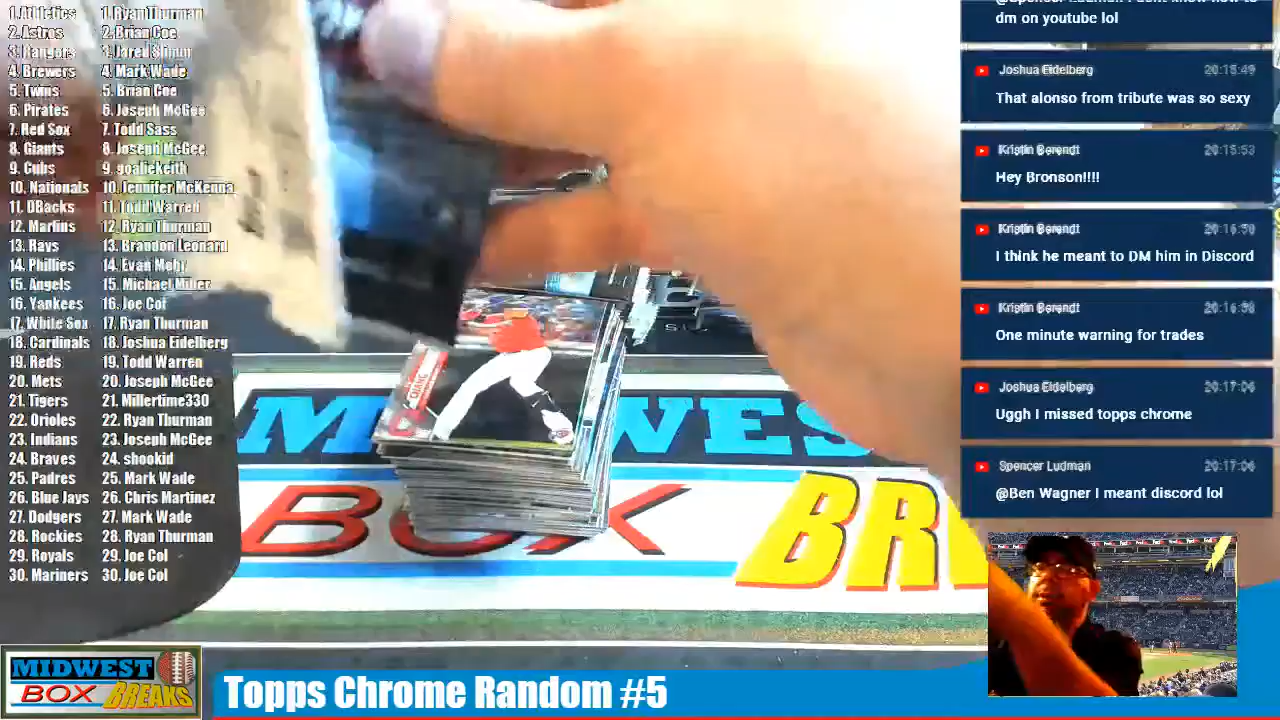 1. Athletics 1. Ryan Thurman
2. Astros 2. Brian Coe
3. Rangers 3. Jared
4. Brewers 4. Mark Wade
5. Twins 5. Brian Coe
6. Pirates 6. Joseph McGee
7. Red Sox 7. Todd Sass
8. Giants 8. Joseph McGee
9. Cubs 9. goaliekeith
10. Nationals 10. Jennifer McKenna
11. DBacks 11. Todd Warren
12. Marlins 12. Ryan Thurman
13. Rays 13. Brandon Leonard
14. Phillies 14. Evan
15. Angels 15. Michael Miller
16. Yankees 16. Joe Col
17. White Sox 17. Ryan Thurman
18. Cardinals 18. Joshua Eidelberg
19. Reds 19. Todd Warren
20. Mets 20. Joseph McGee
21. Tigers 21. Millertime330
22. Orioles 22. Ryan Thurman
23. Indians 23. Joseph McGee
24. Braves 24. shookid
25. Padres 25. Mark Wade
26. Blue Jays 26. Chris Martinez
27. Dodgers 27. Mark Wade
28. Rockies 28. Ryan Thurman
29. Royals 29. Joe Col
30. Mariners 30. Joe Col
dm on youtube lol
Joshua Eidelberg 20:15:49
That alonso from tribute was so sexy
Kristin Berendt 20:15:53
Hey Bronson!!!!
Kristin Berendt
I think he meant to DM him in Discord
Kristin Berendt
One minute warning for trades
Joshua Eidelberg 20:17:06
Uggh I missed topps chrome
Spencer Ludman 20:17:06
@Ben Wagner I meant discord lol
CHANG
MIDWES
BOX BR
MIDWEST
BOX BREAKS
Topps Chrome Random #5